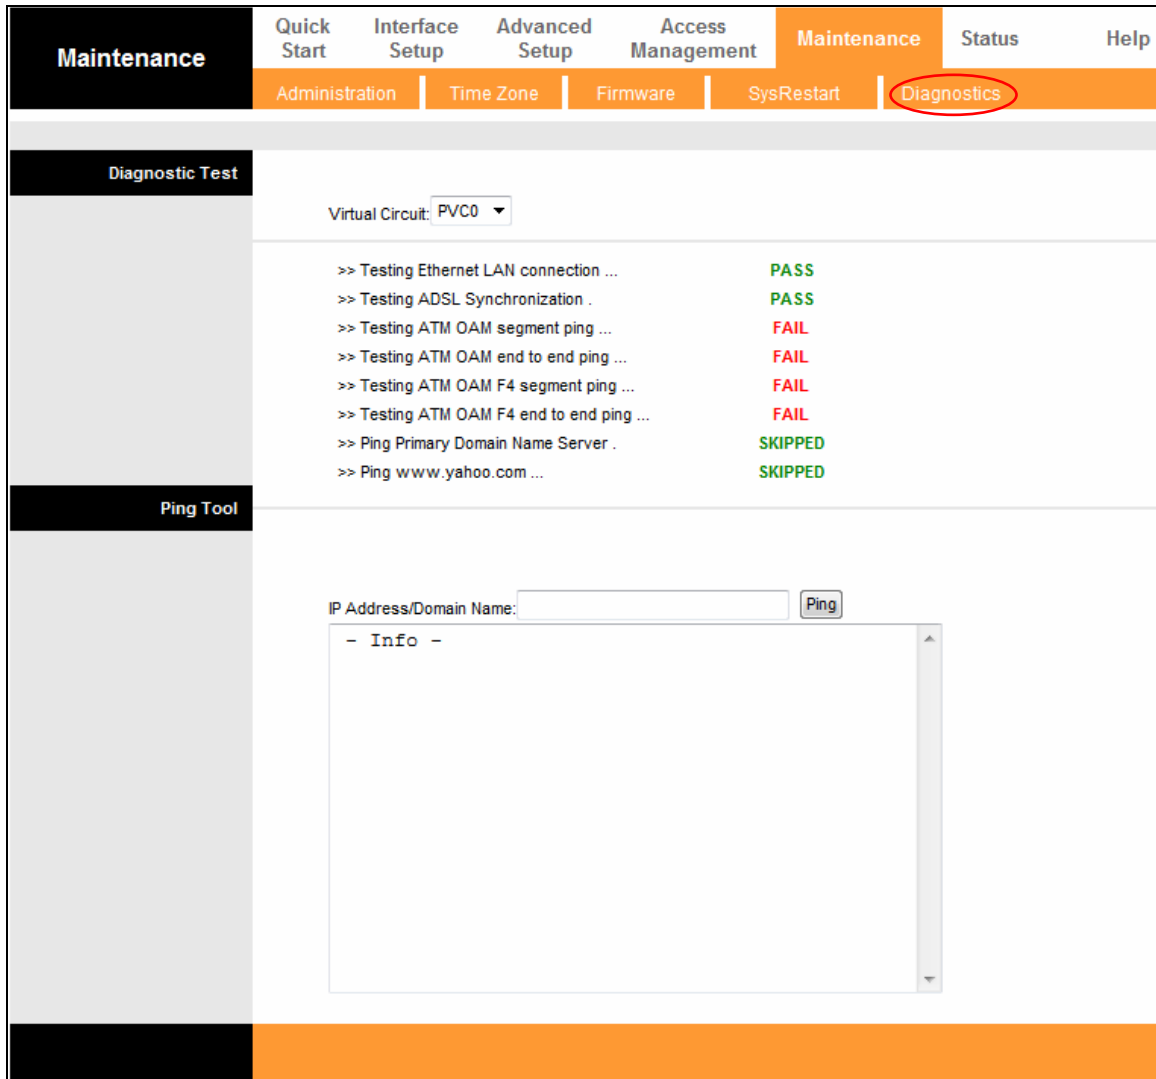 Maintenance
Quick Start
Interface Setup
Advanced Setup
Access Management
Maintenance
Status
Help
Administration
Time Zone
Firmware
SysRestart
Diagnostics
Diagnostic Test
Virtual Circuit: PVC0
>> Testing Ethernet LAN connection ... PASS
>> Testing ADSL Synchronization . PASS
>> Testing ATM OAM segment ping ... FAIL
>> Testing ATM OAM end to end ping ... FAIL
>> Testing ATM OAM F4 segment ping ... FAIL
>> Testing ATM OAM F4 end to end ping ... FAIL
>> Ping Primary Domain Name Server . SKIPPED
>> Ping www.yahoo.com ... SKIPPED
Ping Tool
IP Address/Domain Name: Ping
- Info -